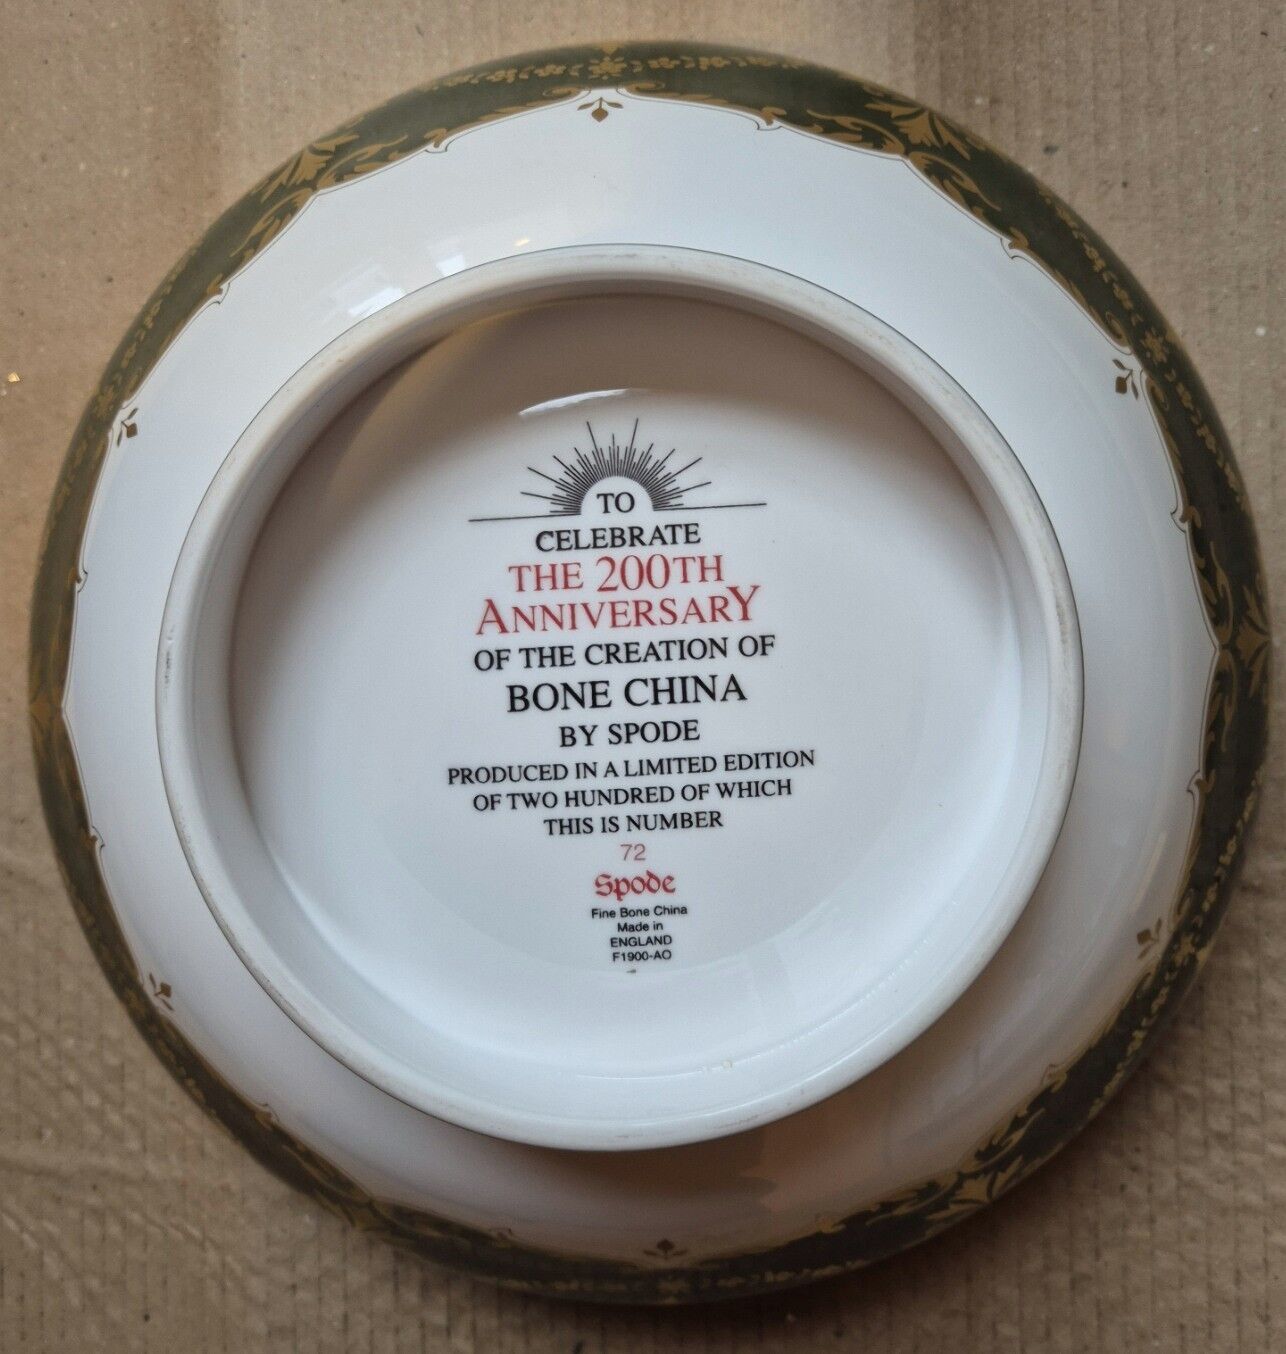 TO
CELEBRATE
THE 200TH
ANNIVERSARY
OF THE CREATION OF
BONE CHINA
BY SPODE
PRODUCED IN A LIMITED EDITION
OF TWO HUNDRED OF WHICH
THIS IS NUMBER
72
Spode
Fine Bone China
Made in
ENGLAND
F1900-AO